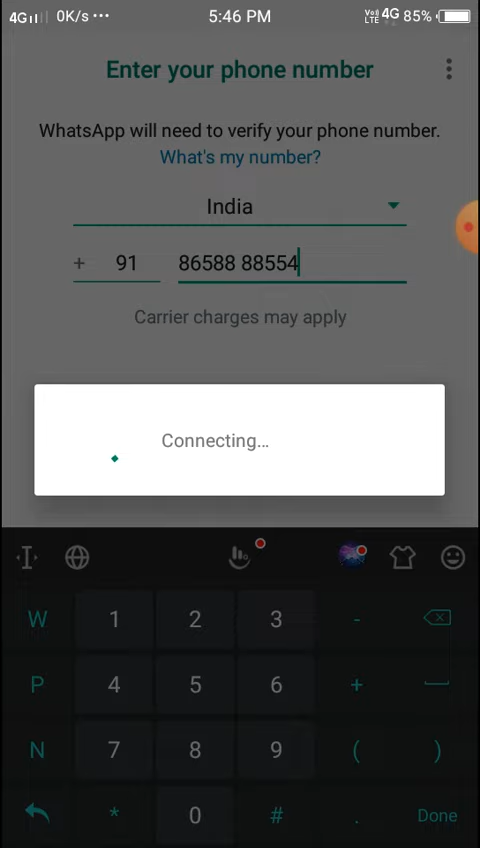 4G 0K/s ... 5:46 PM VoI) LTE 4G 85%
Enter your phone number
WhatsApp will need to verify your phone number.
What's my number?
India
+ 91 86588 88554
Carrier charges may apply
Connecting...
W 1 2 3 -
P 4 5 6 +
N 7 8 9 ( )
* 0 # . Done